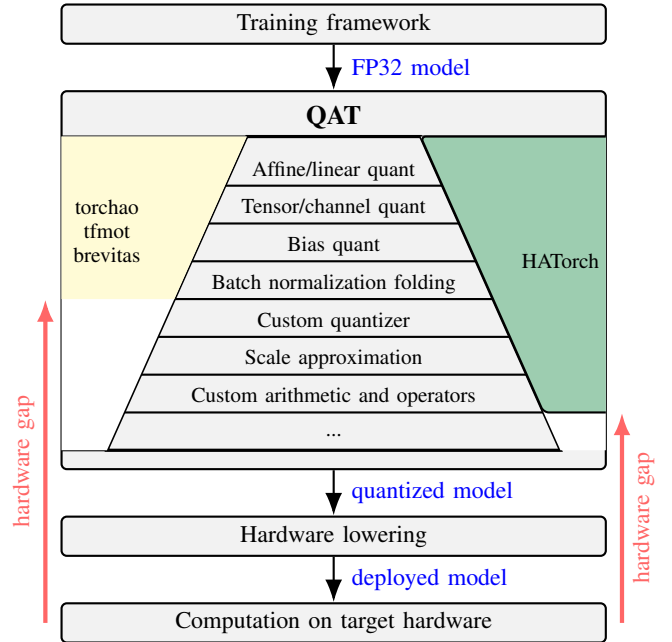 Training framework
FP32 model
QAT
Affine/linear quant
Tensor/channel quant
Bias quant
Batch normalization folding
Custom quantizer
Scale approximation
Custom arithmetic and operators
...
torchao
tfmot
brevitas
HATorch
hardware gap
hardware gap
quantized model
Hardware lowering
deployed model
Computation on target hardware